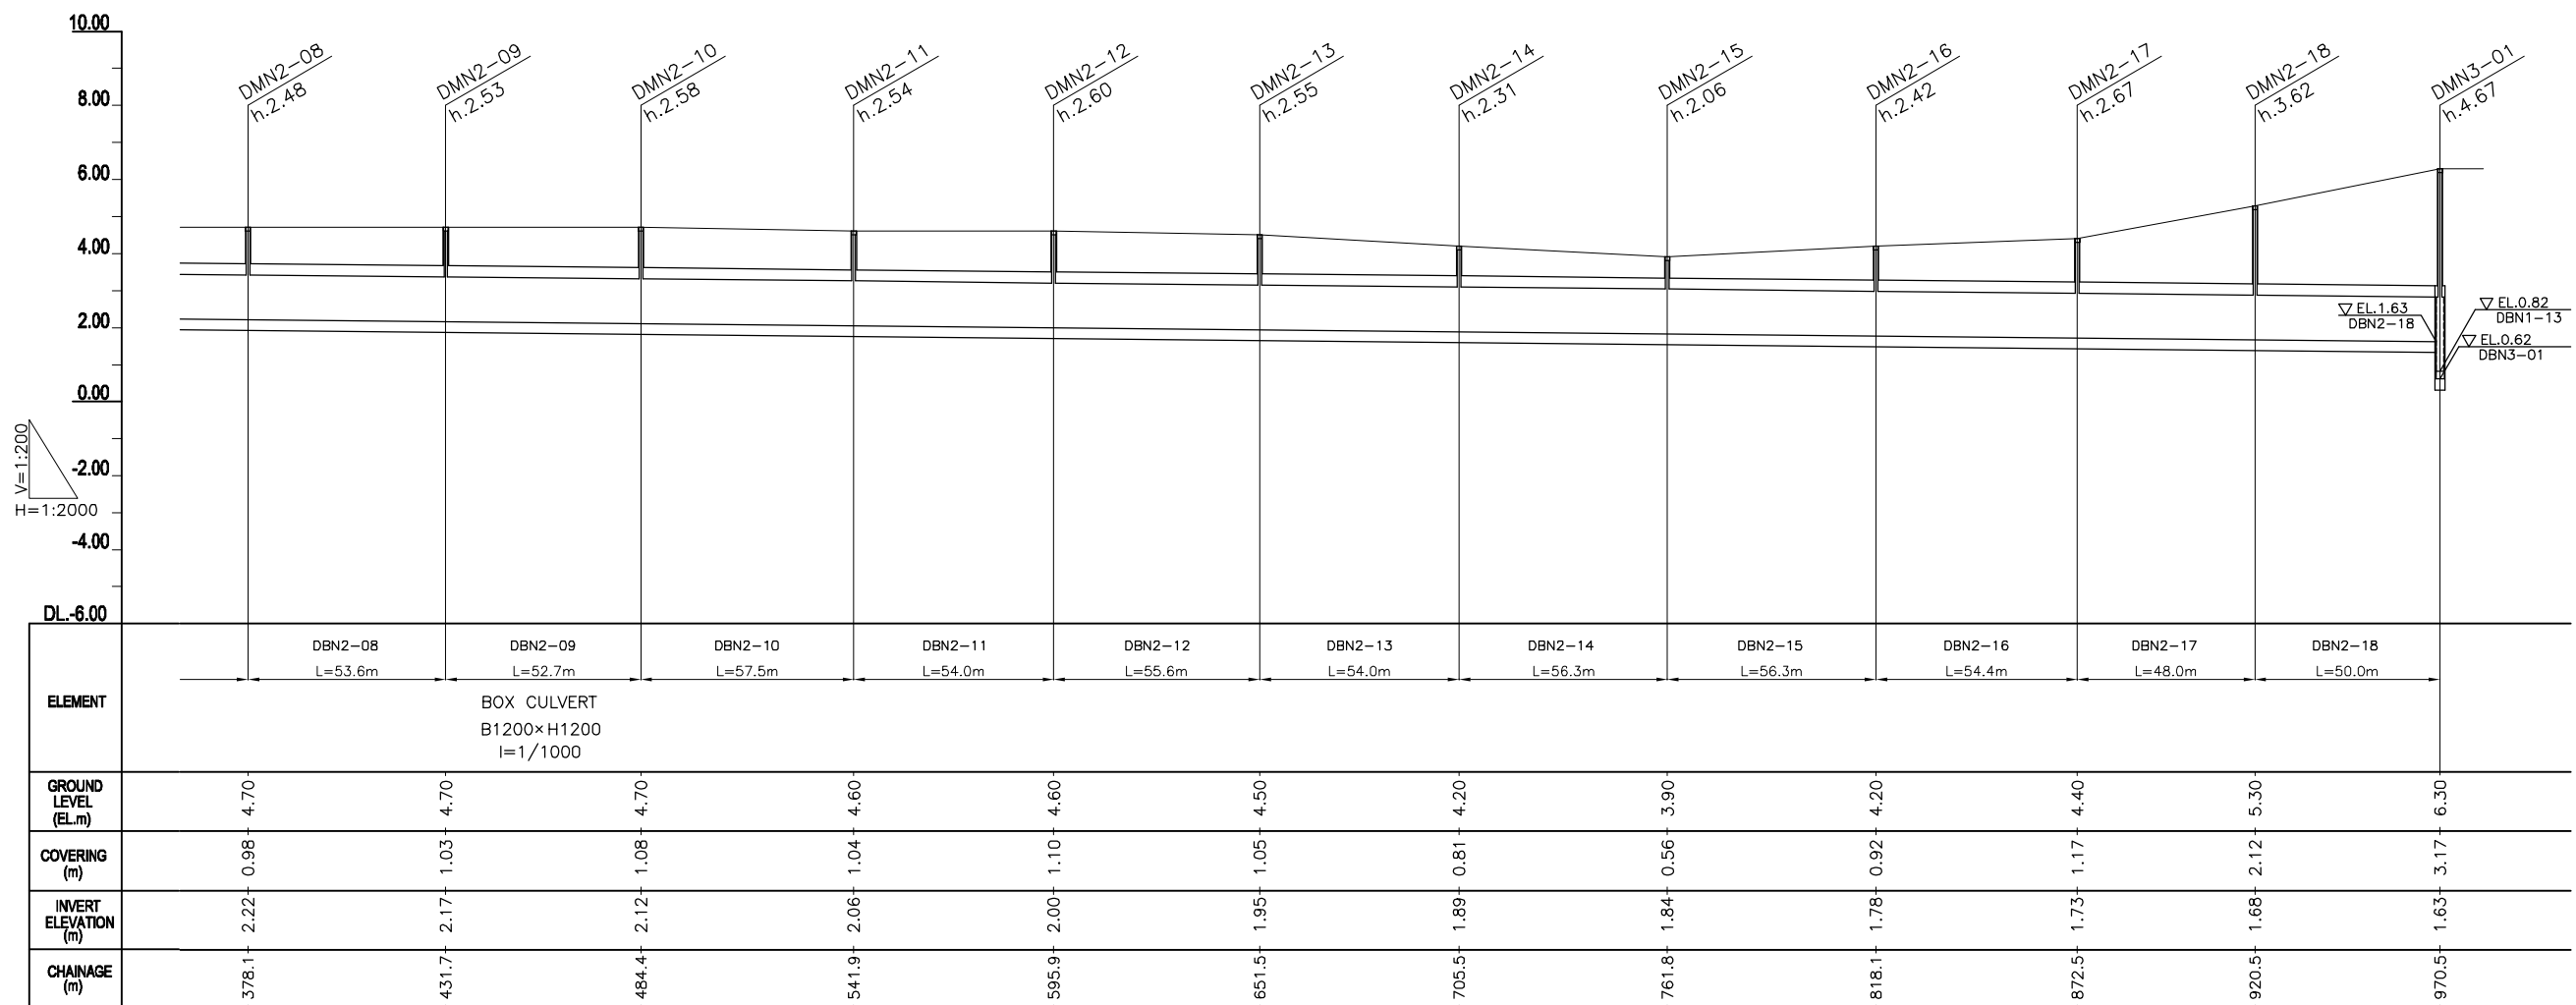 10.00
8.00
6.00
4.00
2.00
0.00
-2.00
-4.00
DL.-6.00
V=1:200
H=1:2000
DMN2-08
h.2.48
DMN2-09
h.2.53
DMN2-10
h.2.58
DMN2-11
h.2.54
DMN2-12
h.2.60
DMN2-13
h.2.55
DMN2-14
h.2.31
DMN2-15
h.2.06
DMN2-16
h.2.42
DMN2-17
h.2.67
DMN2-18
h.3.62
DMN3-01
h.4.67
EL.1.63
DBN2-18
EL.0.82
DBN1-13
EL.0.62
DBN3-01
ELEMENT
DBN2-08
L=53.6m
DBN2-09
L=52.7m
DBN2-10
L=57.5m
DBN2-11
L=54.0m
DBN2-12
L=55.6m
DBN2-13
L=54.0m
DBN2-14
L=56.3m
DBN2-15
L=56.3m
DBN2-16
L=54.4m
DBN2-17
L=48.0m
DBN2-18
L=50.0m
BOX CULVERT
B1200×H1200
I=1/1000
GROUND
LEVEL
(EL.m)
4.70
4.70
4.70
4.60
4.60
4.50
4.20
3.90
4.20
4.40
5.30
6.30
COVERING
(m)
0.98
1.03
1.08
1.04
1.10
1.05
0.81
0.56
0.92
1.17
2.12
3.17
INVERT
ELEVATION
(m)
2.22
2.17
2.12
2.06
2.00
1.95
1.89
1.84
1.78
1.73
1.68
1.63
CHAINAGE
(m)
378.1
431.7
484.4
541.9
595.9
651.5
705.5
761.8
818.1
872.5
920.5
970.5